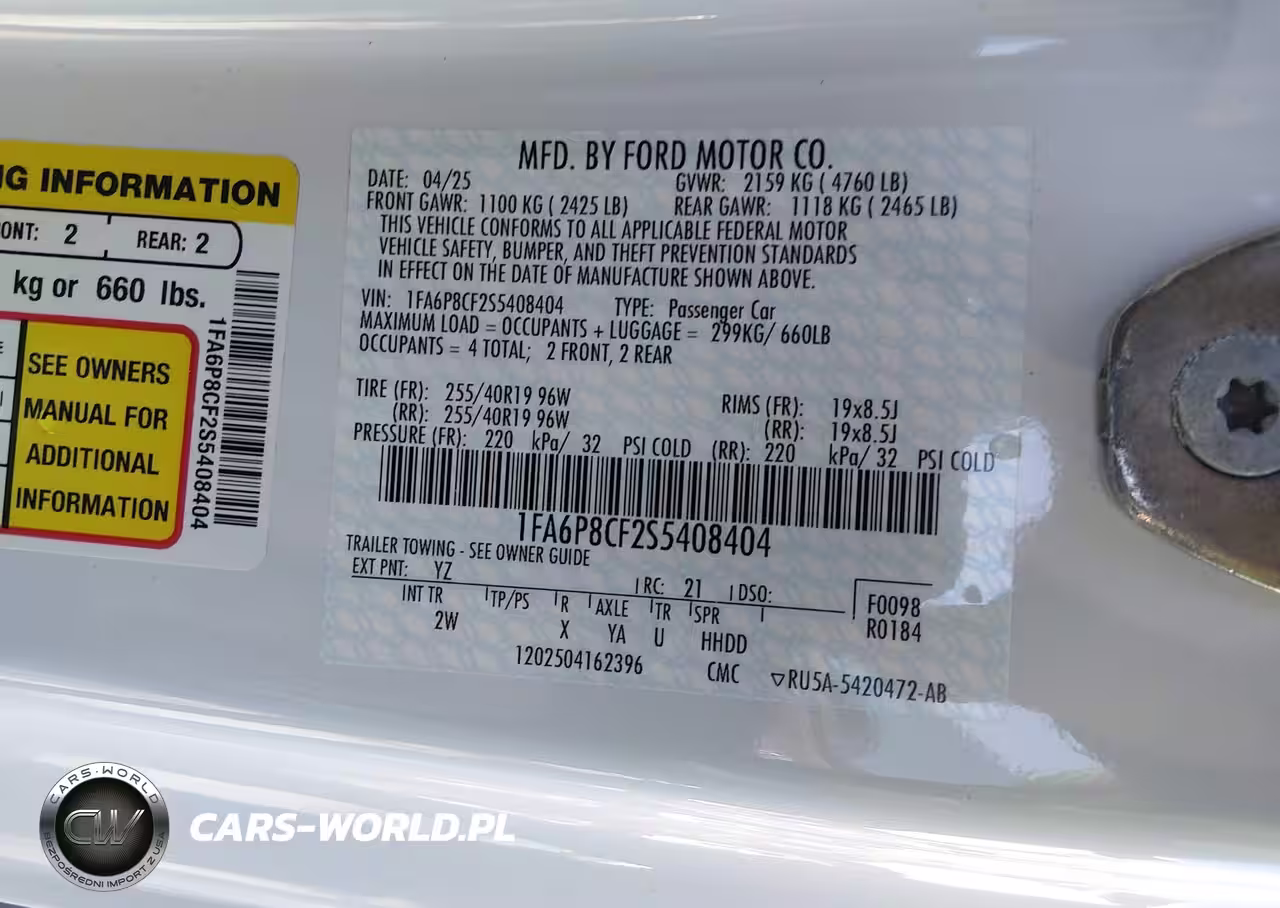 NG INFORMATION
ONT: 2 REAR: 2
kg or 660 lbs.
SEE OWNERS
MANUAL FOR
ADDITIONAL
INFORMATION
1FA6P8CF2S5408404
MFD. BY FORD MOTOR CO.
DATE: 04/25 GVWR: 2159 KG ( 4760 LB)
FRONT GAWR: 1100 KG ( 2425 LB) REAR GAWR: 1118 KG ( 2465 LB)
THIS VEHICLE CONFORMS TO ALL APPLICABLE FEDERAL MOTOR
VEHICLE SAFETY, BUMPER, AND THEFT PREVENTION STANDARDS
IN EFFECT ON THE DATE OF MANUFACTURE SHOWN ABOVE.
VIN: 1FA6P8CF2S5408404 TYPE: Passenger Car
MAXIMUM LOAD = OCCUPANTS + LUGGAGE = 299KG/ 660LB
OCCUPANTS = 4 TOTAL; 2 FRONT, 2 REAR
TIRE (FR): 255/40R19 96W RIMS (FR): 19x8.5J
(RR): 255/40R19 96W (RR): 19x8.5J
PRESSURE (FR): 220 kPa/ 32 PSI COLD (RR): 220 kPa/ 32 PSI COLD
1FA6P8CF2S5408404
TRAILER TOWING - SEE OWNER GUIDE
EXT PNT: YZ RC: 21 DSO: F0098
INT TR TP/PS R AXLE TR SPR R0184
2W X YA U HHDD
1202504162396 CMC RU5A-5420472-AB
CARS-WORLD
CW
BEZPOŚREDNI IMPORT Z USA
CARS-WORLD.PL